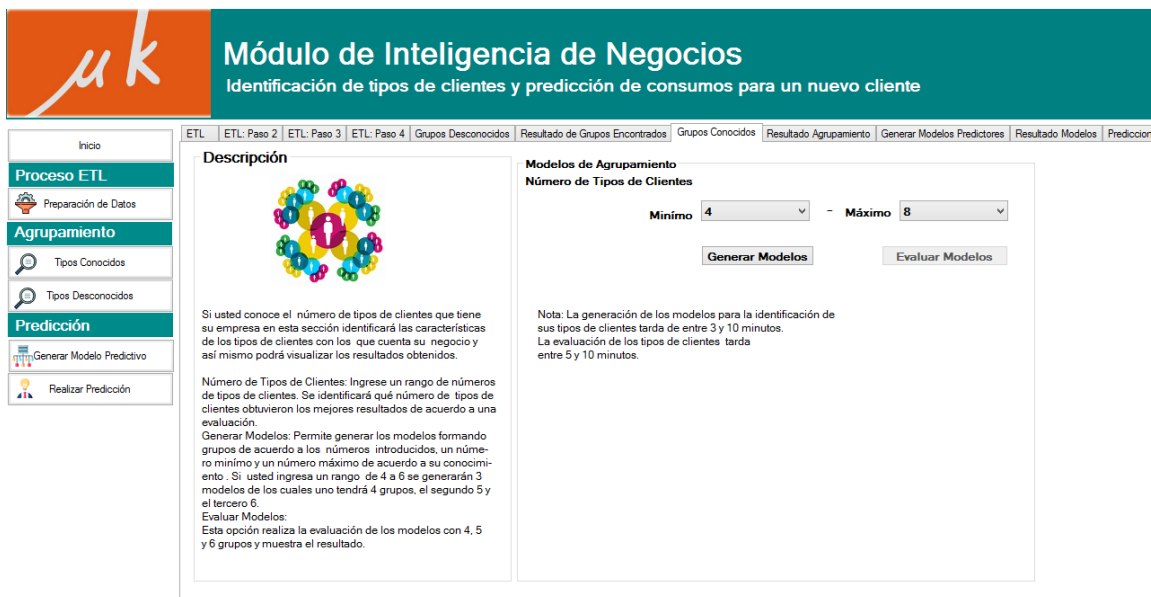 μk
Módulo de Inteligencia de Negocios
Identificación de tipos de clientes y predicción de consumos para un nuevo cliente
ETL ETL: Paso 2 ETL: Paso 3 ETL: Paso 4 Grupos Desconocidos Resultado de Grupos Encontrados Grupos Conocidos Resultado Agrupamiento Generar Modelos Predictores Resultado Modelos Prediccion
Inicio
Proceso ETL
Preparación de Datos
Agrupamiento
Tipos Conocidos
Tipos Desconocidos
Predicción
Generar Modelo Predictivo
Realizar Predicción
Descripción
Si usted conoce el número de tipos de clientes que tiene
su empresa en esta sección identificará las características
de los tipos de clientes con los que cuenta su negocio y
así mismo podrá visualizar los resultados obtenidos.
Número de Tipos de Clientes: Ingrese un rango de números
de tipos de clientes. Se identificará qué número de tipos de
clientes obtuvieron los mejores resultados de acuerdo a una
evaluación.
Generar Modelos: Permite generar los modelos formando
grupos de acuerdo a los números introducidos, un núme-
ro minímo y un número máximo de acuerdo a su conocimi-
ento . Si usted ingresa un rango de 4 a 6 se generarán 3
modelos de los cuales uno tendrá 4 grupos, el segundo 5 y
el tercero 6.
Evaluar Modelos:
Esta opción realiza la evaluación de los modelos con 4, 5
y 6 grupos y muestra el resultado.
Modelos de Agrupamiento
Número de Tipos de Clientes
Minímo 4 - Máximo 8
Generar Modelos Evaluar Modelos
Nota: La generación de los modelos para la identificación de
sus tipos de clientes tarda de entre 3 y 10 minutos.
La evaluación de los tipos de clientes tarda
entre 5 y 10 minutos.